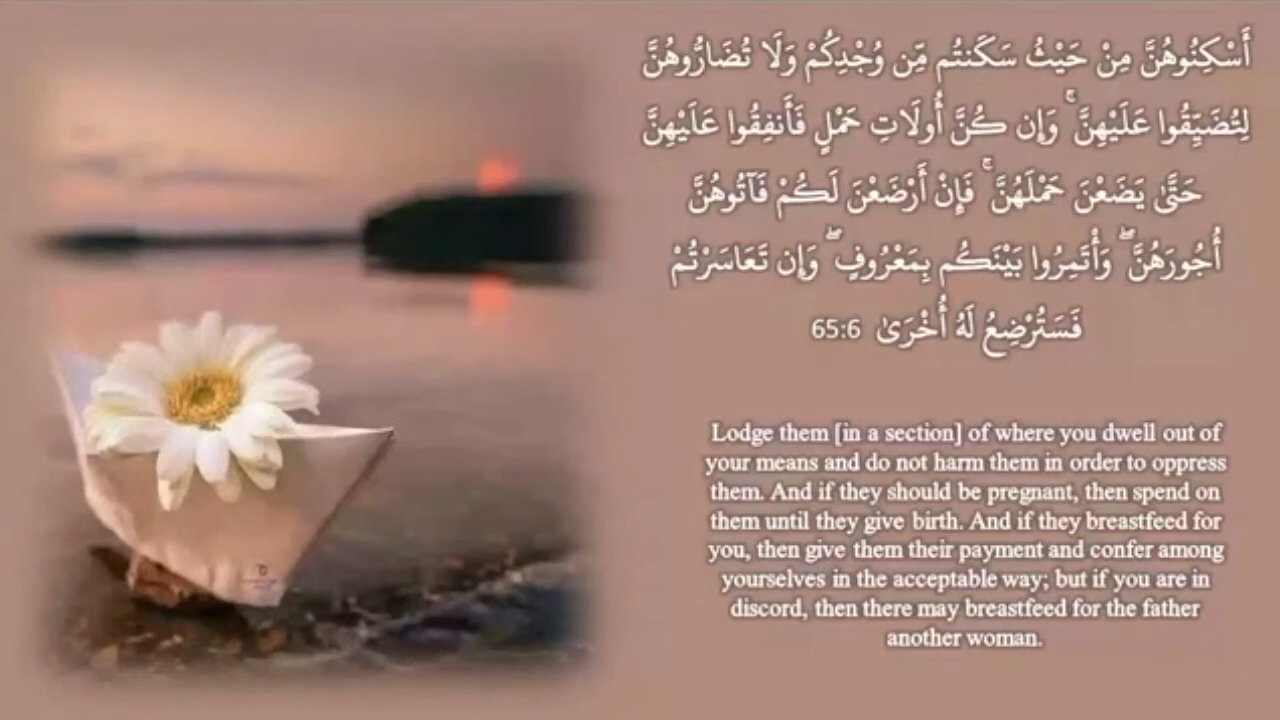 أَسْكِنُوهُنَّ مِنْ حَيْثُ سَكَنتُم مِّن وُجْدِكُمْ وَلَا تُضَارُّوهُنَّ
لِتُضَيِّقُوا عَلَيْهِنَّ ۚ وَإِن كُنَّ أُولَاتِ حَمْلٍ فَأَنفِقُوا عَلَيْهِنَّ
حَتَّىٰ يَضَعْنَ حَمْلَهُنَّ ۚ فَإِنْ أَرْضَعْنَ لَكُمْ فَآتُوهُنَّ
أُجُورَهُنَّ ۖ وَأْتَمِرُوا بَيْنَكُم بِمَعْرُوفٍ ۖ وَإِن تَعَاسَرْتُمْ
فَسَتُرْضِعُ لَهُ أُخْرَىٰ 65:6
Lodge them [in a section] of where you dwell out of
your means and do not harm them in order to oppress
them. And if they should be pregnant, then spend on
them until they give birth. And if they breastfeed for
you, then give them their payment and confer among
yourselves in the acceptable way; but if you are in
discord, then there may breastfeed for the father
another woman.